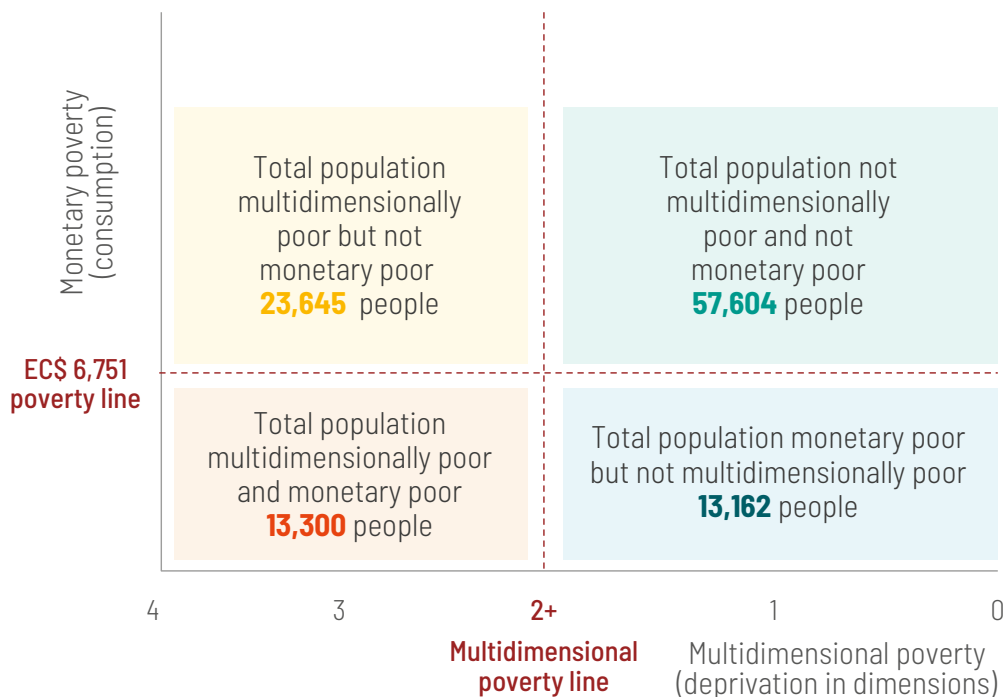 Monetary poverty
(consumption)
Total population
multidimensionally
poor but not
monetary poor
23,645 people
Total population not
multidimensionally
poor and not
monetary poor
57,604 people
EC$ 6,751
poverty line
Total population
multidimensionally poor
and monetary poor
13,300 people
Total population monetary poor
but not multidimensionally poor
13,162 people
4
3
2+
1
0
Multidimensional
poverty line
Multidimensional poverty
(deprivation in dimensions)